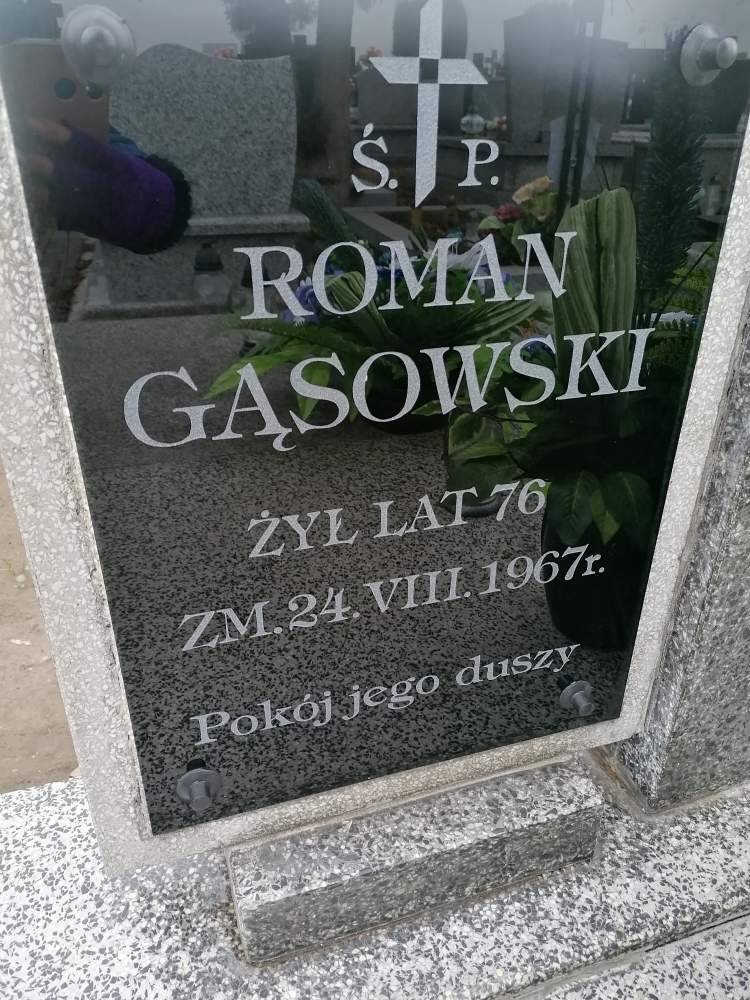 Ś. P.
ROMAN
GĄSOWSKI
ŻYŁ LAT 76
ZM. 24. VIII. 1967r.
Pokój jego duszy